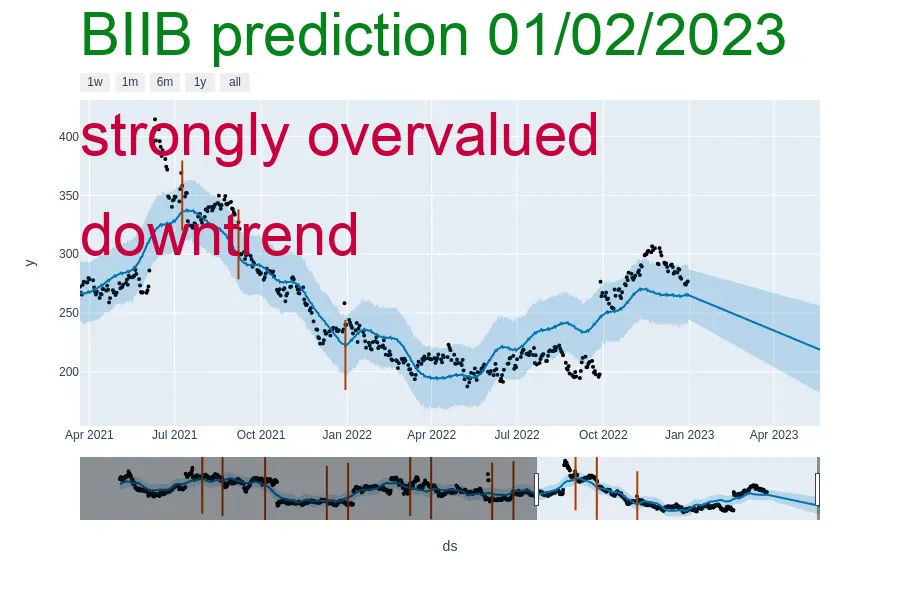 BIIB prediction 01/02/2023
1w 1m 6m 1y all
strongly overvalued
downtrend
400
350
300
250
200
y
Apr 2021 Jul 2021 Oct 2021 Jan 2022 Apr 2022 Jul 2022 Oct 2022 Jan 2023 Apr 2023
ds